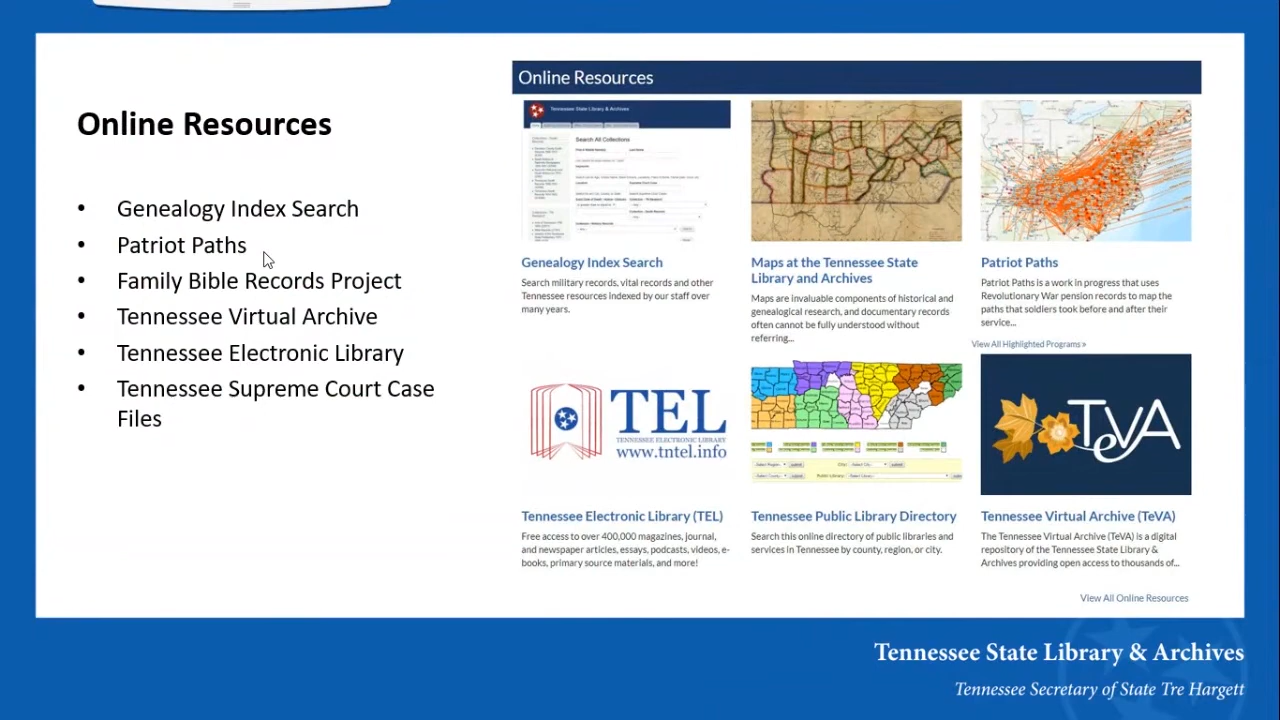 Online Resources
• Genealogy Index Search
• Patriot Paths
• Family Bible Records Project
• Tennessee Virtual Archive
• Tennessee Electronic Library
• Tennessee Supreme Court Case
Files
Online Resources
Tennessee State Library & Archives
Search All Collections
Genealogy Index Search
Search military records, vital records and other
Tennessee resources indexed by our staff over
many years.
Maps at the Tennessee State
Library and Archives
Maps are invaluable components of historical and
genealogical research, and documentary records
often cannot be fully understood without
referring...
Patriot Paths
Patriot Paths is a work in progress that uses
Revolutionary War pension records to map the
paths that soldiers took before and after their
service...
View All Highlighted Programs »
TEL
TENNESSEE ELECTRONIC LIBRARY
www.tntel.info
TeVA
Tennessee Electronic Library (TEL)
Free access to over 400,000 magazines, journal,
and newspaper articles, essays, podcasts, videos, e-
books, primary source materials, and more!
Tennessee Public Library Directory
Search this online directory of public libraries and
services in Tennessee by county, region, or city.
Tennessee Virtual Archive (TeVA)
The Tennessee Virtual Archive (TeVA) is a digital
repository of the Tennessee State Library &
Archives providing open access to thousands of...
View All Online Resources
Tennessee State Library & Archives
Tennessee Secretary of State Tre Hargett